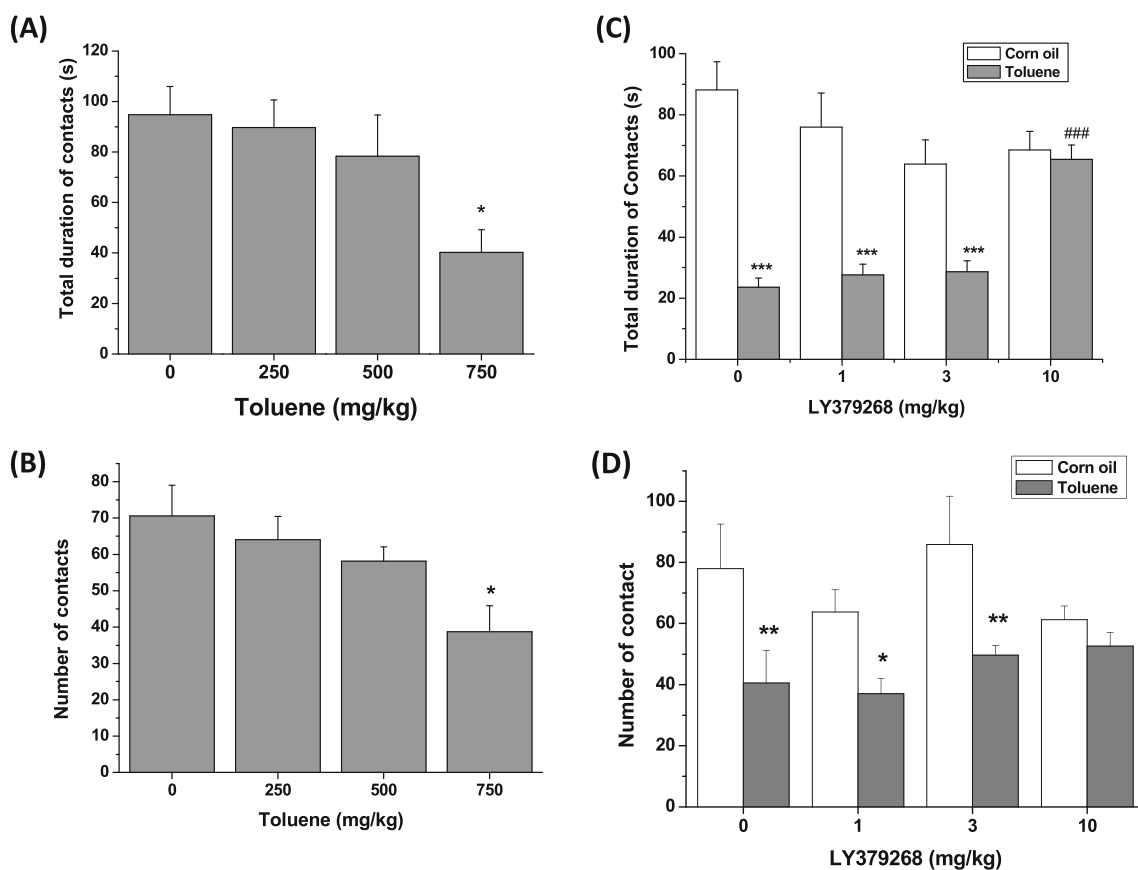 (A)
Total duration of contacts (s)
120
100
80
60
40
20
0
*
0 250 500 750
Toluene (mg/kg)
(B)
Number of contacts
80
70
60
50
40
30
20
10
0
*
0 250 500 750
Toluene (mg/kg)
(C)
Total duration of Contacts (s)
100
80
60
40
20
0
Corn oil
Toluene
***
***
***
###
0 1 3 10
LY379268 (mg/kg)
(D)
Number of contact
100
80
60
40
20
0
Corn oil
Toluene
**
*
**
0 1 3 10
LY379268 (mg/kg)